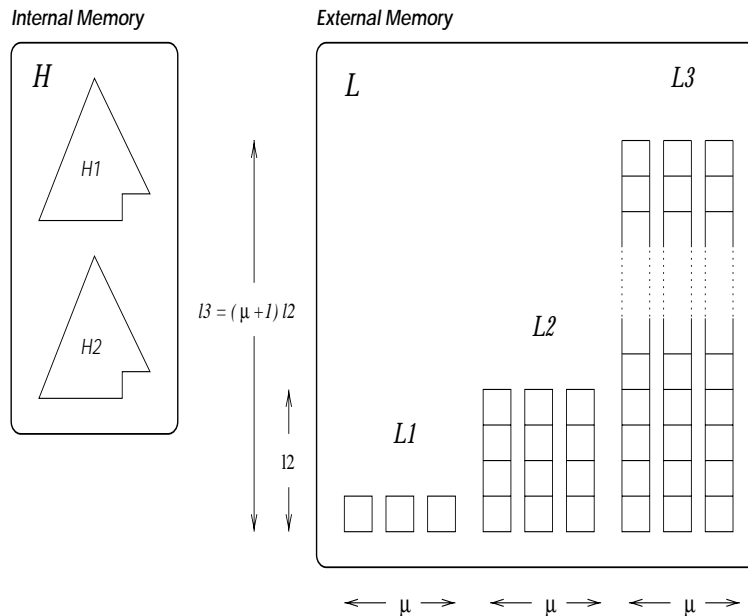 Internal Memory
External Memory
H
H1
H2
L
L3
l3 = ( μ +1) l2
L2
L1
l2
μ
μ
μ